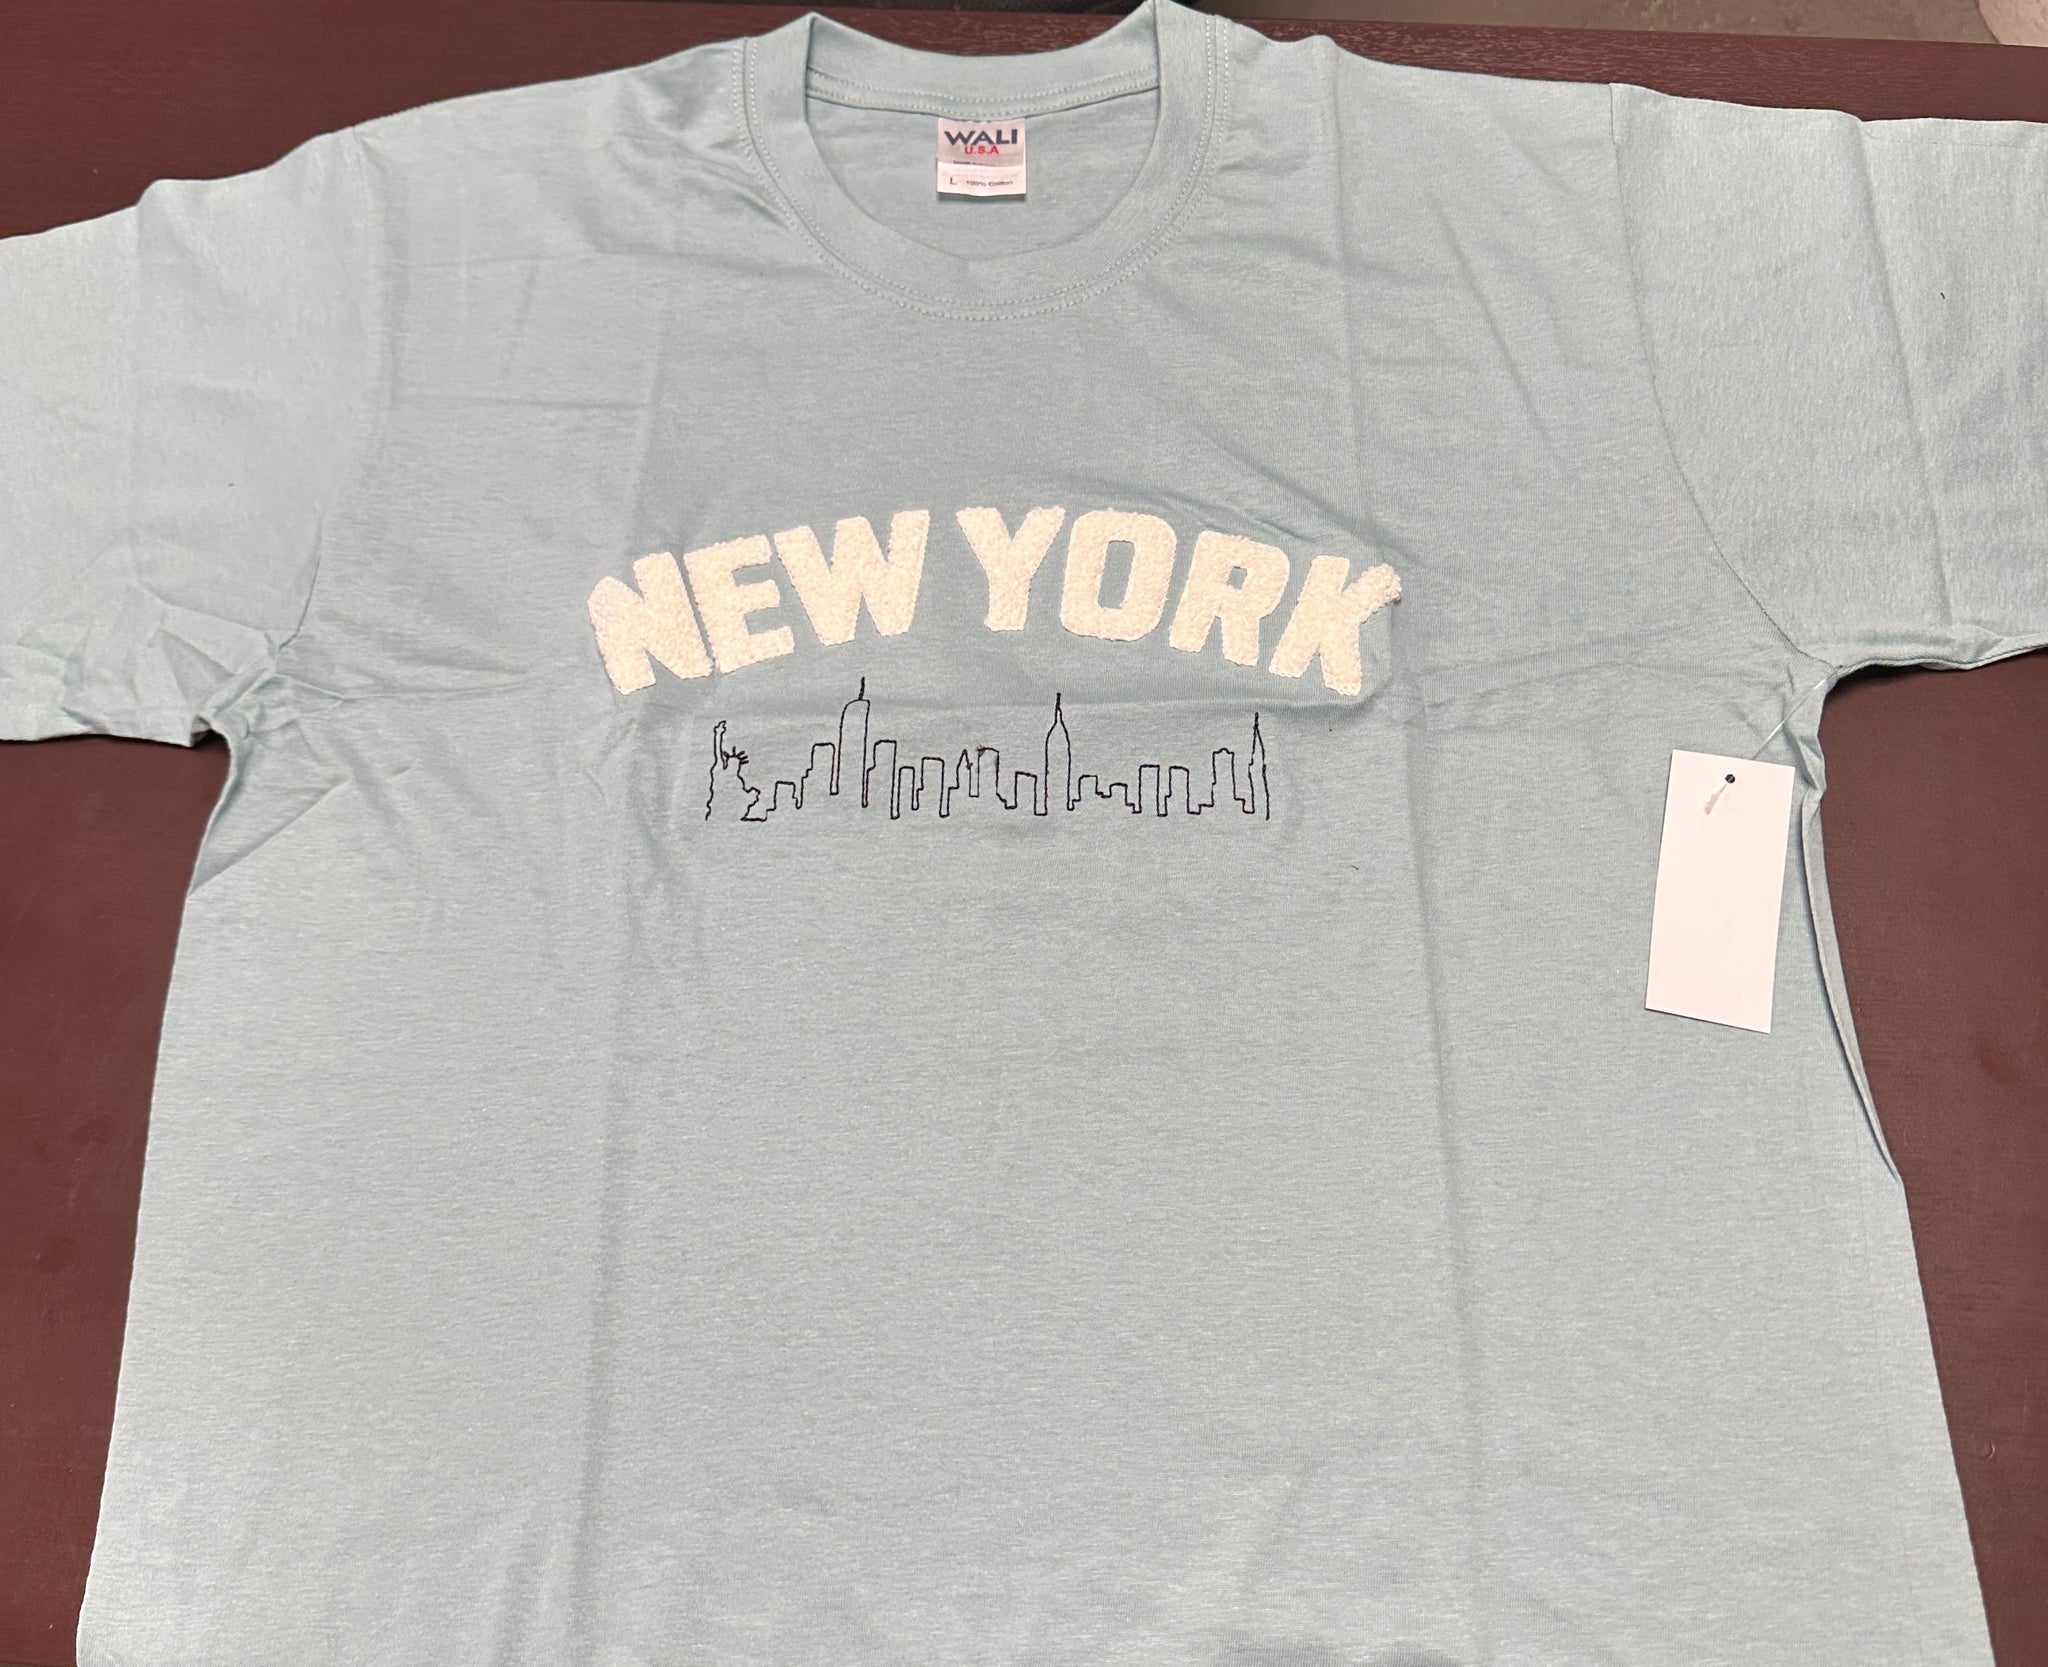 WALI
U.S.A
L 100% Cotton
NEW YORK